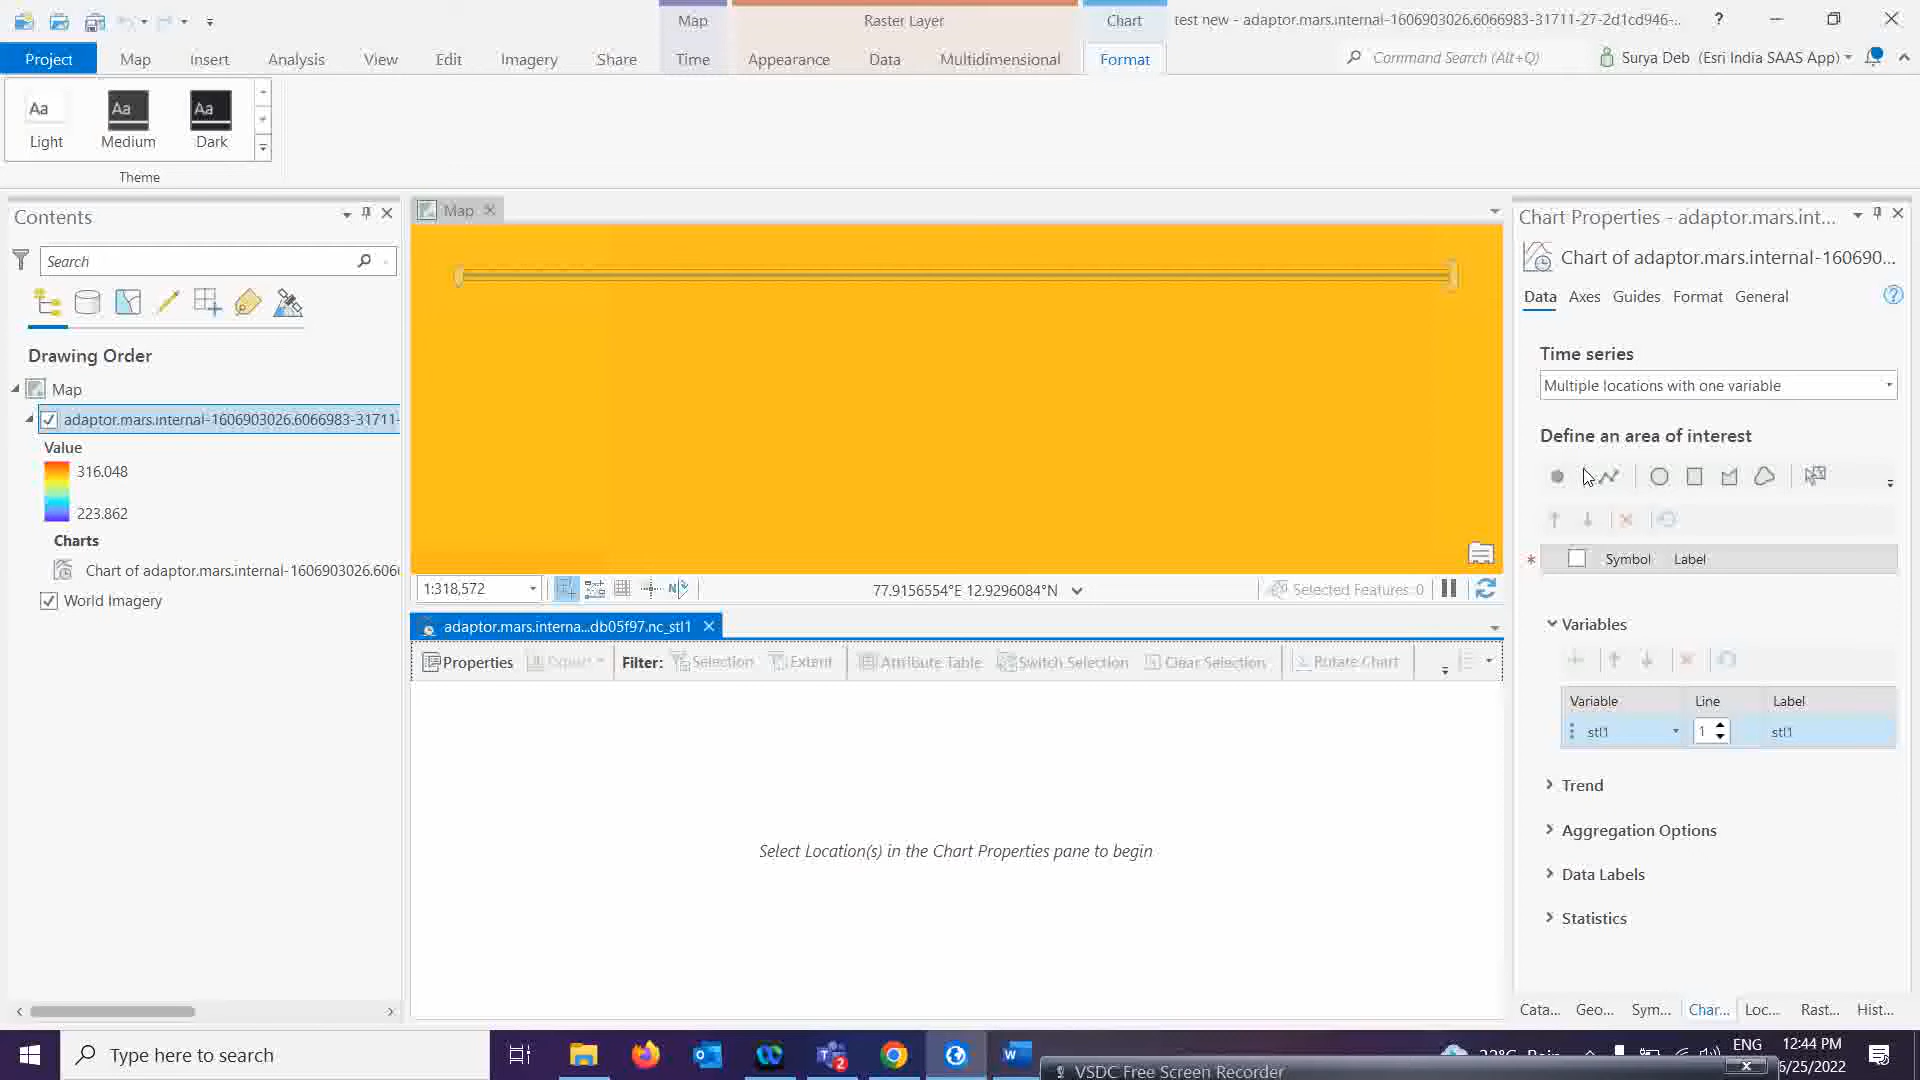 Map
Raster Layer
Chart
test new - adaptor.mars.internal-1606903026.6066983-31711-27-2d1cd946-...
?
Project
Map
Insert
Analysis
View
Edit
Imagery
Share
Time
Appearance
Data
Multidimensional
Format
Command Search (Alt+Q)
Surya Deb (Esri India SAAS App)
Aa
Aa
Aa
Light
Medium
Dark
Theme
Contents
Search
Drawing Order
Map
adaptor.mars.internal-1606903026.6066983-31711-
Value
316.048
223.862
Charts
Chart of adaptor.mars.internal-1606903026.606
World Imagery
Map
1:318,572
77.9156554°E 12.9296084°N
Selected Features: 0
adaptor.mars.interna...db05f97.nc_stl1
Properties
Export
Filter:
Selection
Extent
Attribute Table
Switch Selection
Clear Selection
Rotate Chart
Select Location(s) in the Chart Properties pane to begin
Chart Properties - adaptor.mars.int...
Chart of adaptor.mars.internal-160690...
Data
Axes
Guides
Format
General
?
Time series
Multiple locations with one variable
Define an area of interest
* Symbol Label
Variables
Variable Line Label
stl1 1 stl1
Trend
Aggregation Options
Data Labels
Statistics
Cata...
Geo...
Sym...
Char...
Loc...
Rast...
Hist...
Type here to search
2
VSDC Free Screen Recorder
ENG
12:44 PM
6/25/2022